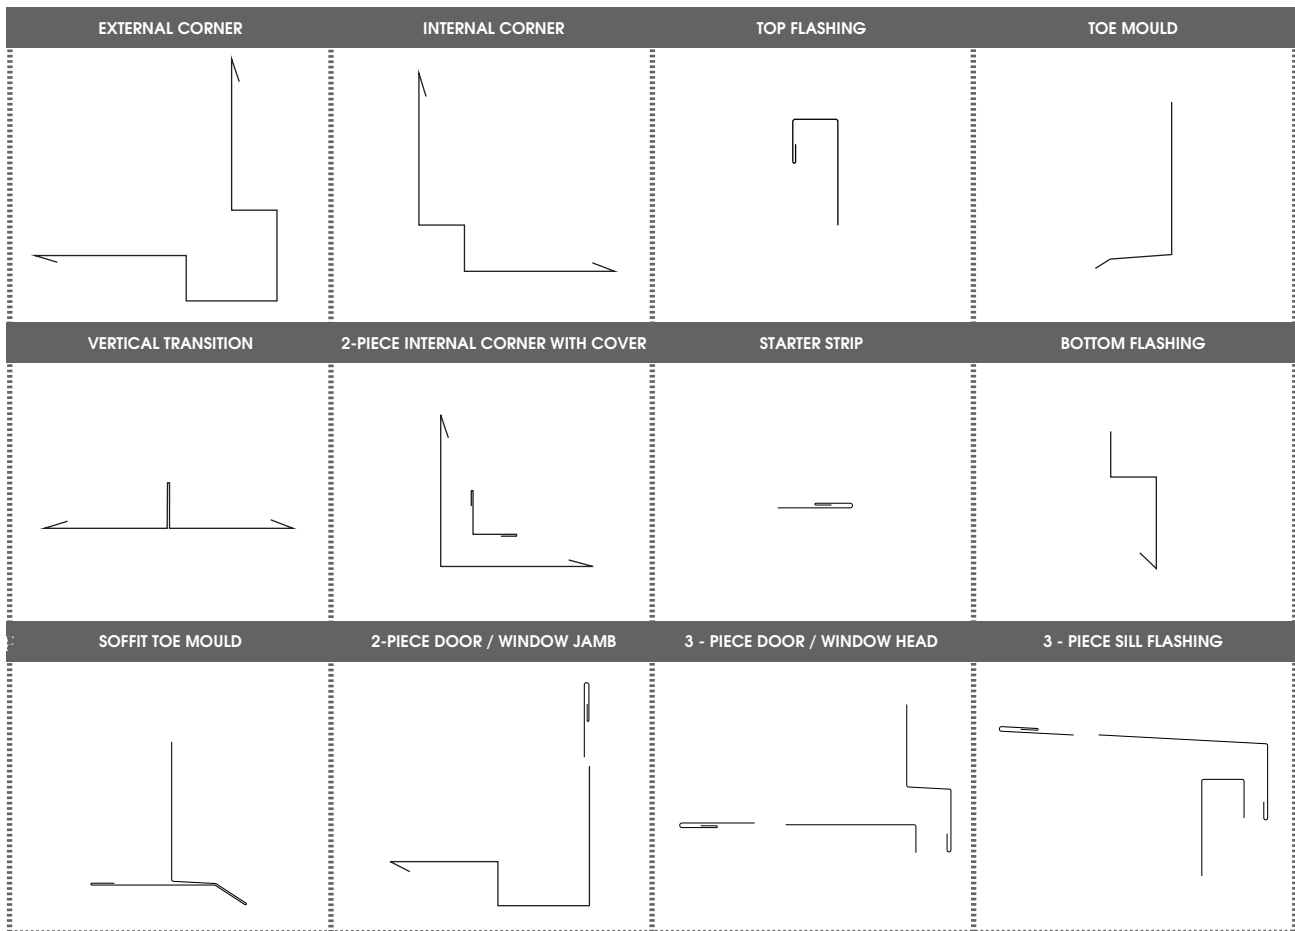 EXTERNAL CORNER
INTERNAL CORNER
TOP FLASHING
TOE MOULD
VERTICAL TRANSITION
2-PIECE INTERNAL CORNER WITH COVER
STARTER STRIP
BOTTOM FLASHING
SOFFIT TOE MOULD
2-PIECE DOOR / WINDOW JAMB
3 - PIECE DOOR / WINDOW HEAD
3 - PIECE SILL FLASHING